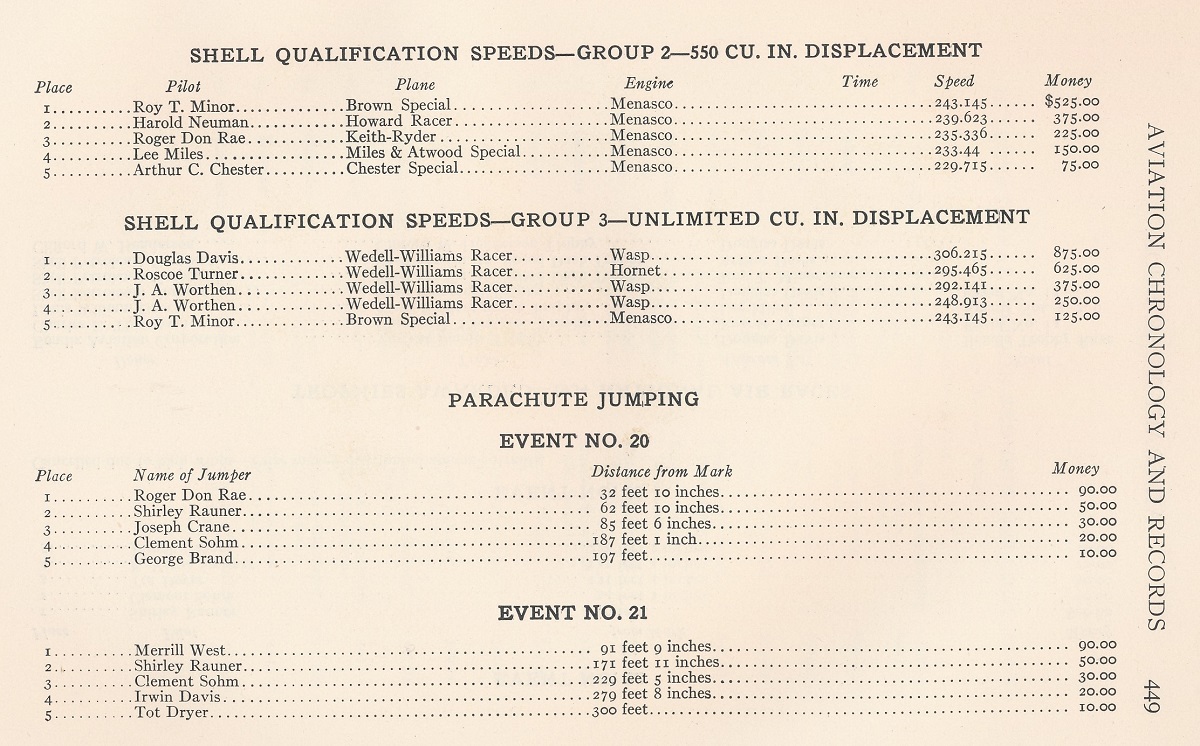 SHELL QUALIFICATION SPEEDS—GROUP 2—550 CU. IN. DISPLACEMENT
Place Pilot Plane Engine Time Speed Money
1..........Roy T. Minor............Brown Special....................Menasco................................243.145...... $525.00
2..........Harold Neuman............Howard Racer....................Menasco................................239.623...... 375.00
3..........Roger Don Rae............Keith-Ryder....................Menasco................................235.336...... 225.00
4..........Lee Miles............Miles & Atwood Special............Menasco................................233.44 ...... 150.00
5..........Arthur C. Chester..........Chester Special....................Menasco................................229.715...... 75.00
SHELL QUALIFICATION SPEEDS—GROUP 3—UNLIMITED CU. IN. DISPLACEMENT
1..........Douglas Davis............Wedell-Williams Racer............Wasp................................306.215...... 875.00
2..........Roscoe Turner............Wedell-Williams Racer............Hornet................................295.465...... 625.00
3..........J. A. Worthen............Wedell-Williams Racer............Wasp................................292.141...... 375.00
4..........J. A. Worthen............Wedell-Williams Racer............Wasp................................248.913...... 250.00
5..........Roy T. Minor............Brown Special....................Menasco................................243.145...... 125.00
PARACHUTE JUMPING
EVENT NO. 20
Place Name of Jumper Distance from Mark Money
1..........Roger Don Rae........................................ 32 feet 10 inches........................................ 90.00
2..........Shirley Rauner........................................ 62 feet 10 inches........................................ 50.00
3..........Joseph Crane........................................ 85 feet 6 inches........................................ 30.00
4..........Clement Sohm........................................187 feet 1 inch........................................ 20.00
5..........George Brand........................................197 feet........................................ 10.00
EVENT NO. 21
1..........Merrill West........................................ 91 feet 9 inches........................................ 90.00
2..........Shirley Rauner........................................171 feet 11 inches........................................ 50.00
3..........Clement Sohm........................................229 feet 5 inches........................................ 30.00
4..........Irwin Davis........................................279 feet 8 inches........................................ 20.00
5..........Tot Dryer........................................300 feet........................................ 10.00
AVIATION CHRONOLOGY AND RECORDS 449